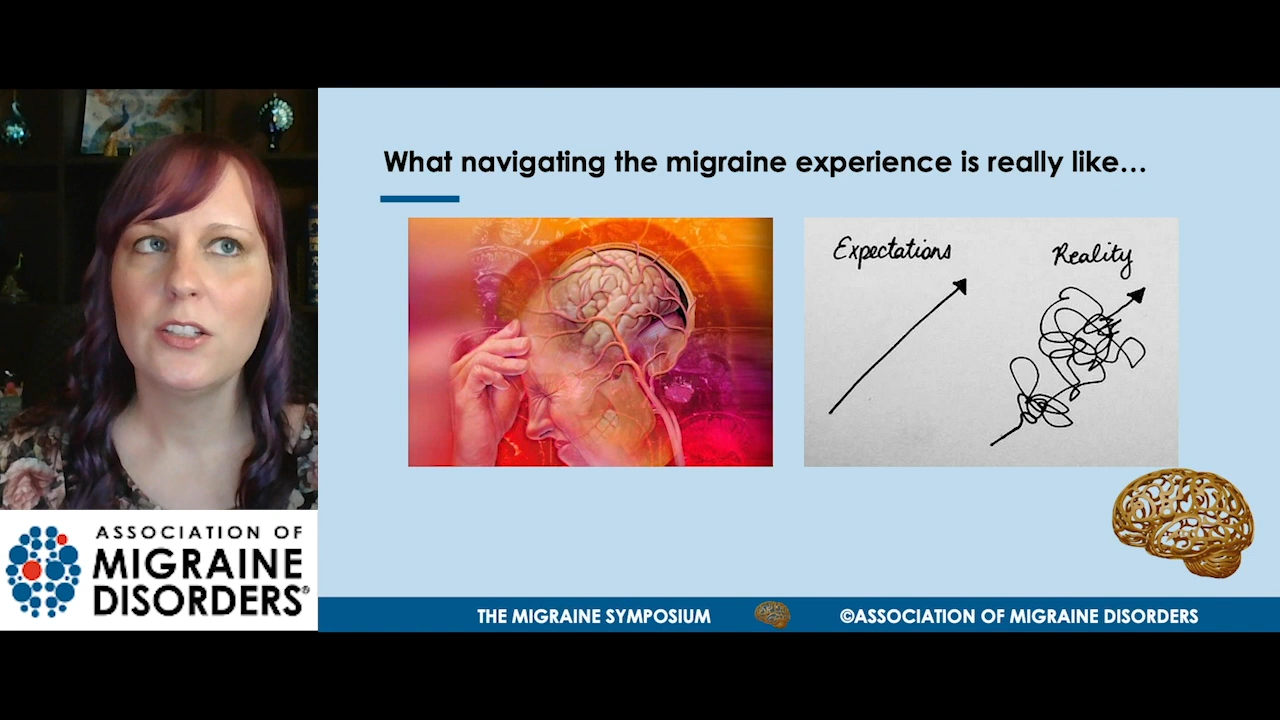 What navigating the migraine experience is really like…
Expectations
Reality
ASSOCIATION OF
MIGRAINE
DISORDERS®
THE MIGRAINE SYMPOSIUM
©ASSOCIATION OF MIGRAINE DISORDERS